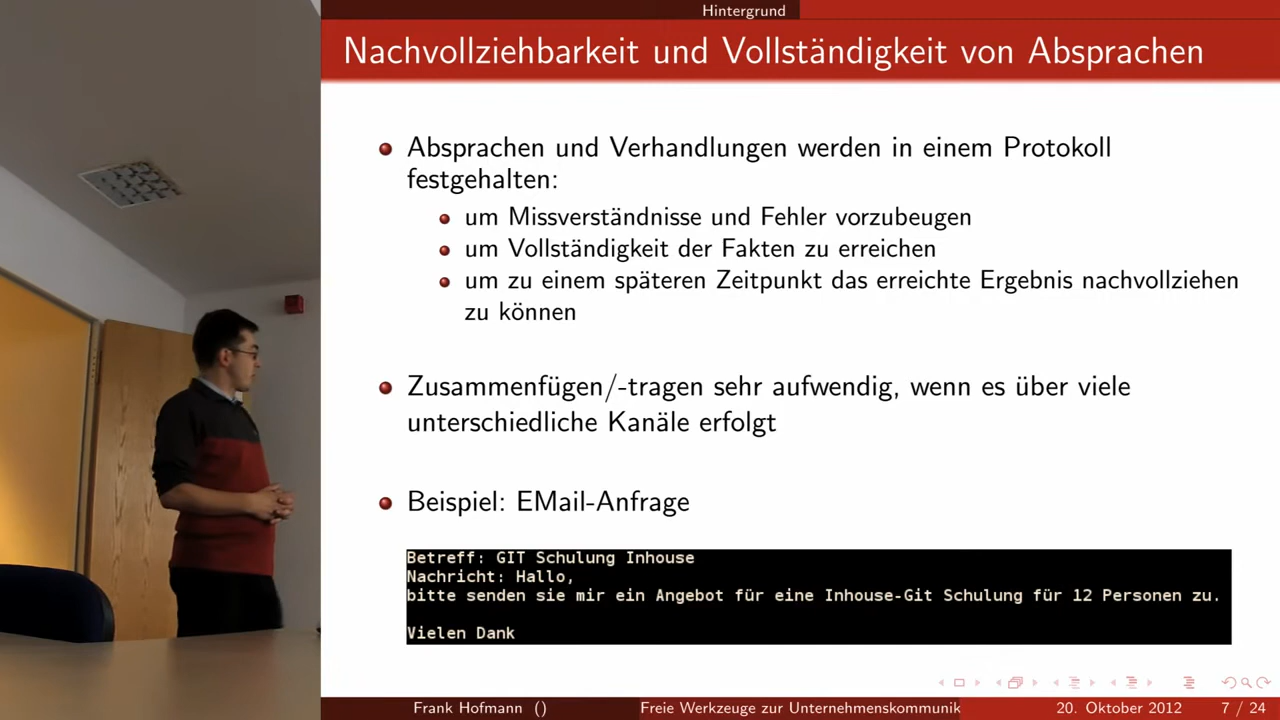 Hintergrund
Nachvollziehbarkeit und Vollständigkeit von Absprachen
Absprachen und Verhandlungen werden in einem Protokoll
festgehalten:
um Missverständnisse und Fehler vorzubeugen
um Vollständigkeit der Fakten zu erreichen
um zu einem späteren Zeitpunkt das erreichte Ergebnis nachvollziehen
zu können
Zusammenfügen/-tragen sehr aufwendig, wenn es über viele
unterschiedliche Kanäle erfolgt
Beispiel: EMail-Anfrage
Betreff: GIT Schulung Inhouse
Nachricht: Hallo,
bitte senden sie mir ein Angebot für eine Inhouse-Git Schulung für 12 Personen zu.
Vielen Dank
Frank Hofmann () Freie Werkzeuge zur Unternehmenskommunik 20. Oktober 2012 7 / 24